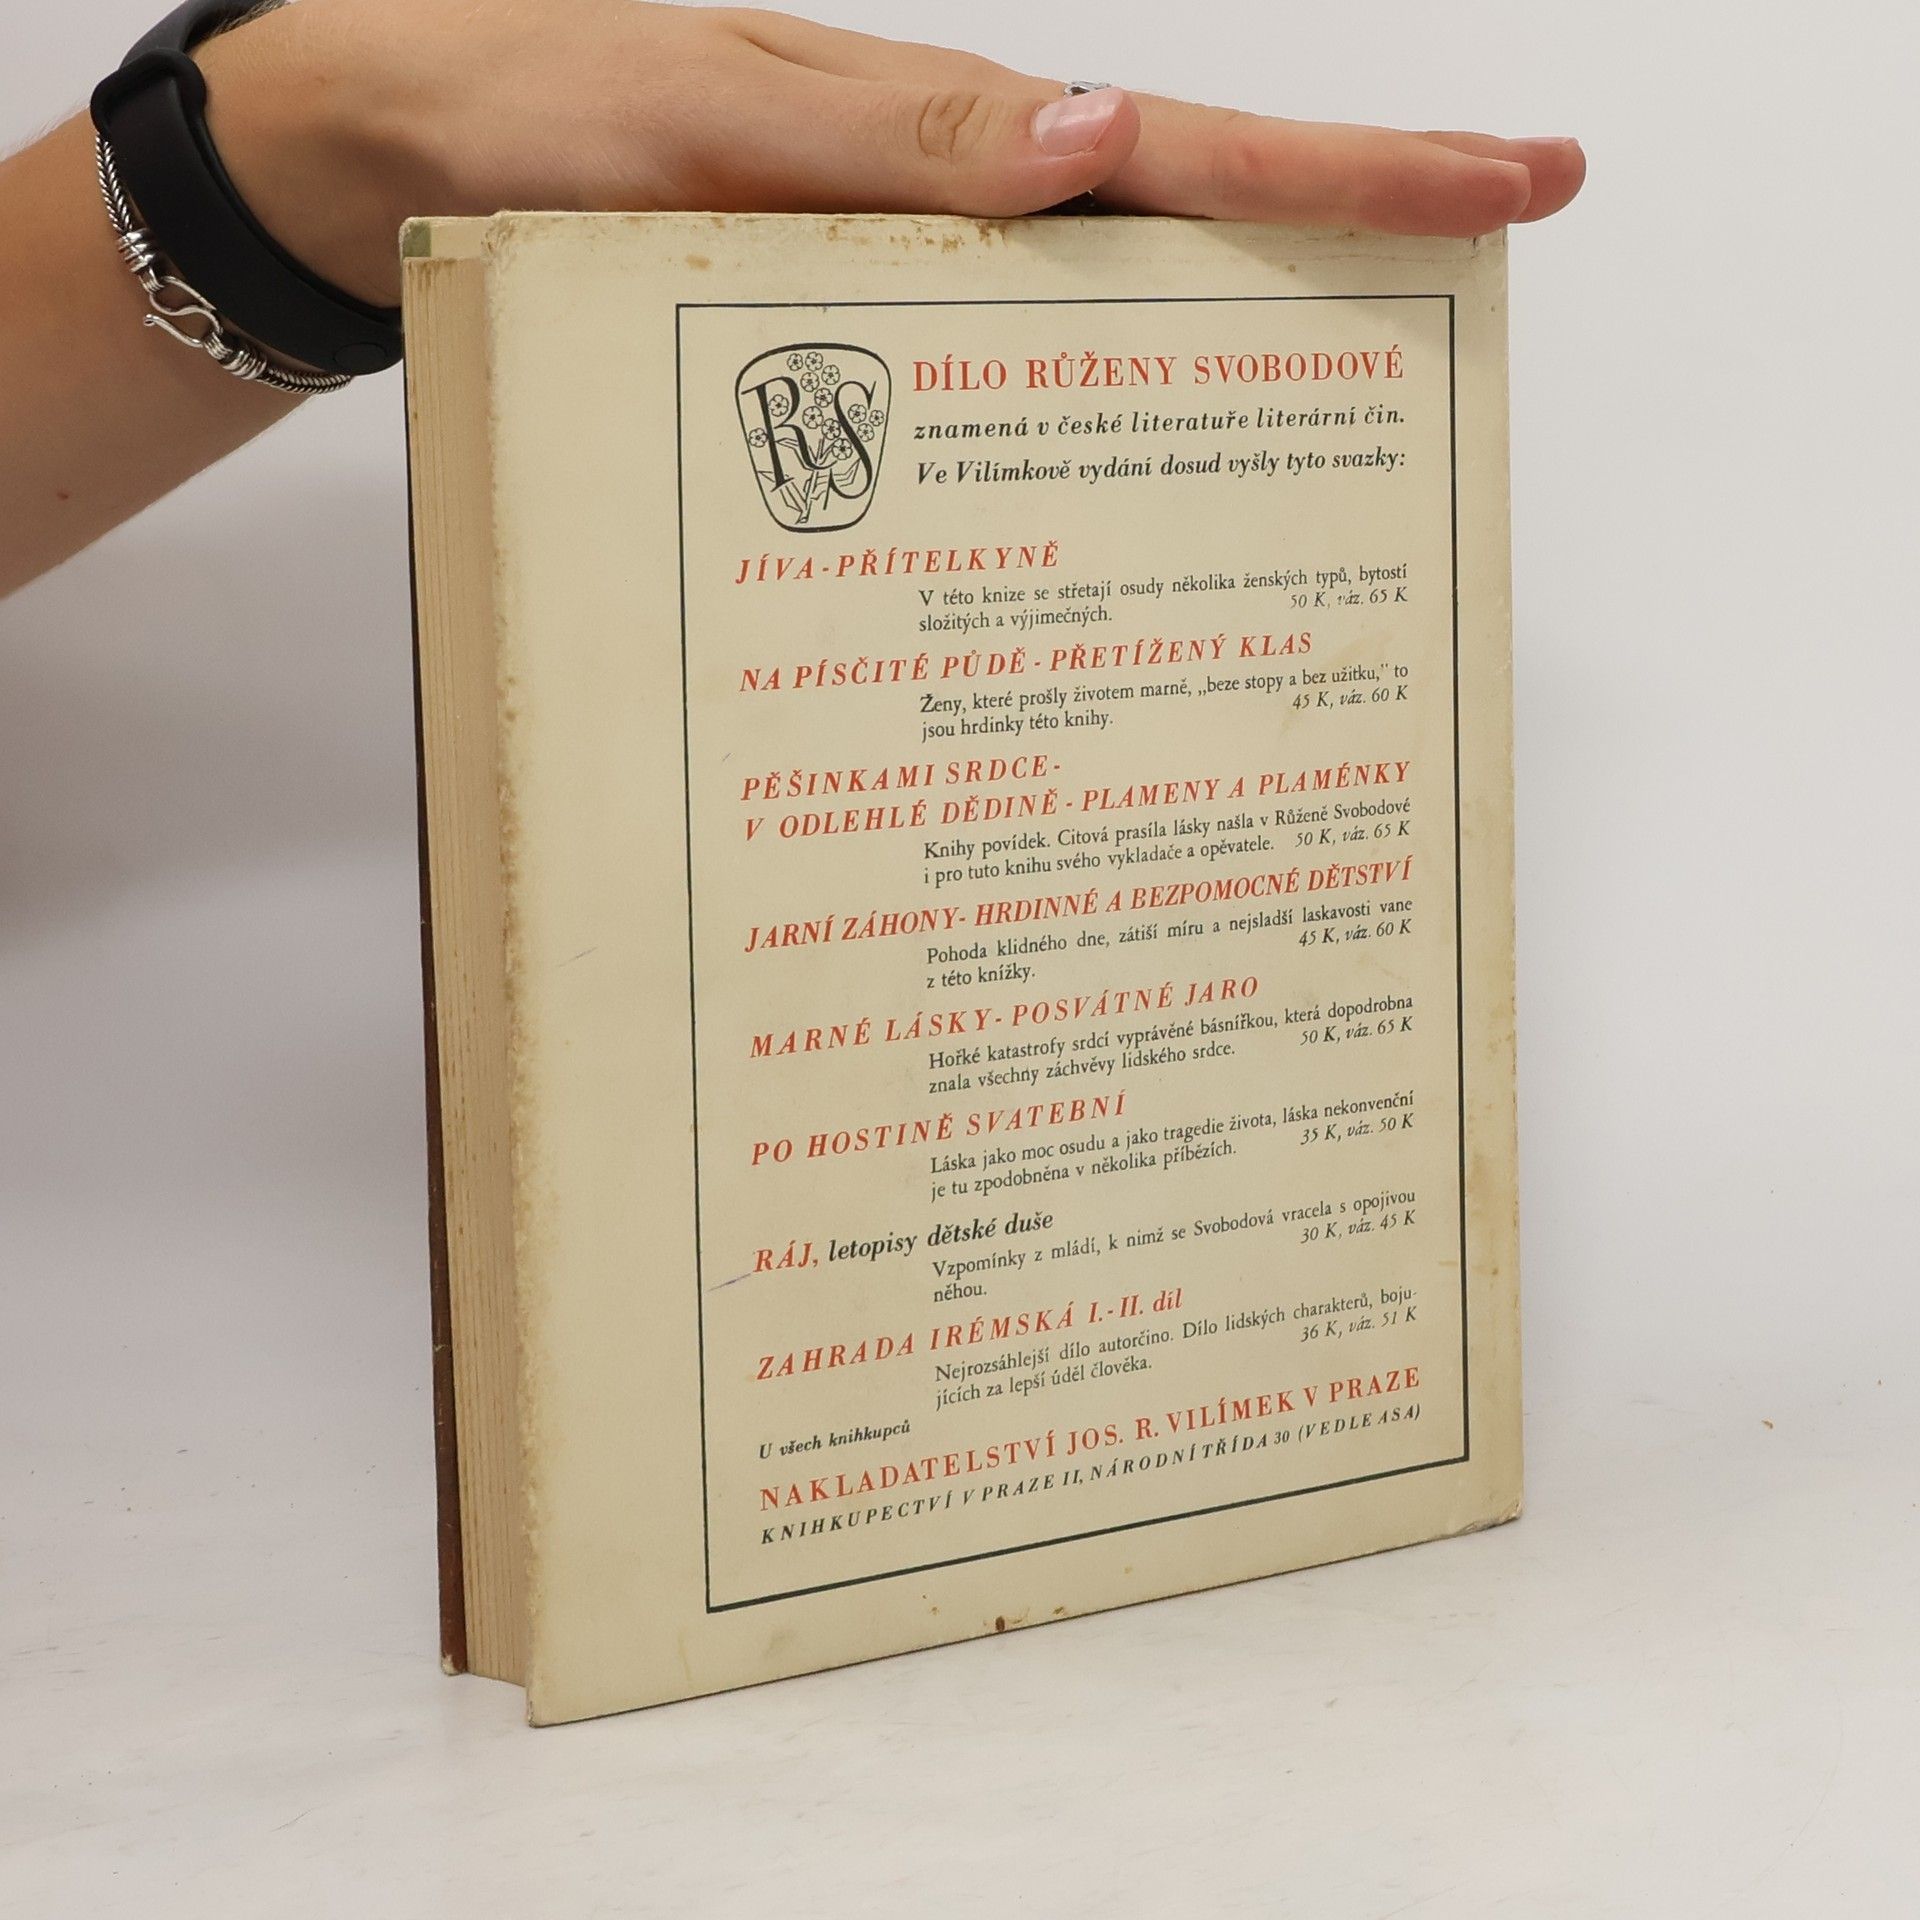 RS
DÍLO RŮŽENY SVOBODOVÉ
znamená v české literatuře literární čin.
Ve Vilímkově vydání dosud vyšly tyto svazky:
JÍVA - PŘÍTELKYNĚ
V této knize se střetají osudy několika ženských typů, bytostí
složitých a výjimečných. 50 K, váz. 65 K
NA PÍSČITÉ PŮDĚ - PŘETÍŽENÝ KLAS
Ženy, které prošly životem marně, „beze stopy a bez užitku,“ to
jsou hrdinky této knihy. 45 K, váz. 60 K
PĚŠINKAMI SRDCE -
V ODLEHLÉ DĚDINĚ - PLAMENY A PLAMÉNKY
Knihy povídek. Citová prasíla lásky našla v Růženě Svobodové
i pro tuto knihu svého vykladače a opěvatele. 50 K, váz. 65 K
JARNÍ ZÁHONY - HRDINNÉ A BEZPOMOCNÉ DĚTSTVÍ
Pohoda klidného dne, zátiší míru a nejsladší laskavosti vane
z této knížky. 45 K, váz. 60 K
MARNÉ LÁSKY - POSVÁTNÉ JARO
Hořké katastrofy srdcí vyprávěné básnířkou, která dopodrobna
znala všechny záchvěvy lidského srdce. 50 K, váz. 65 K
PO HOSTINĚ SVATEBNÍ
Láska jako moc osudu a jako tragedie života, láska nekonvenční
je tu zpodobněna v několika příbězích. 35 K, váz. 50 K
RÁJ, letopisy dětské duše
Vzpomínky z mládí, k nimž se Svobodová vracela s opojivou
něhou. 30 K, váz. 45 K
ZAHRADA IRÉMSKÁ I.-II. díl
Nejrozsáhlejší dílo autorčino. Dílo lidských charakterů, boju-
jících za lepší úděl člověka. 36 K, váz. 51 K
U všech knihkupců
NAKLADATELSTVÍ JOS. R. VILÍMEK V PRAZE
KNIHKUPECTVÍ V PRAZE II, NÁRODNÍ TŘÍDA 30 (VEDLE ASA)